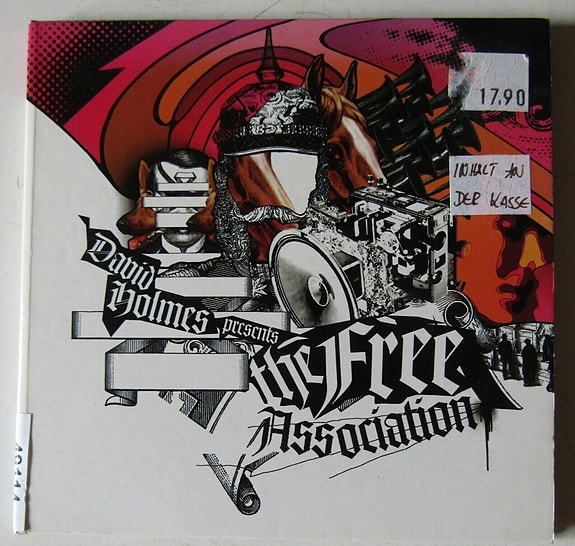 17,90
INHALT AN
DER KASSE
David
Holmes
presents
the Free
Association